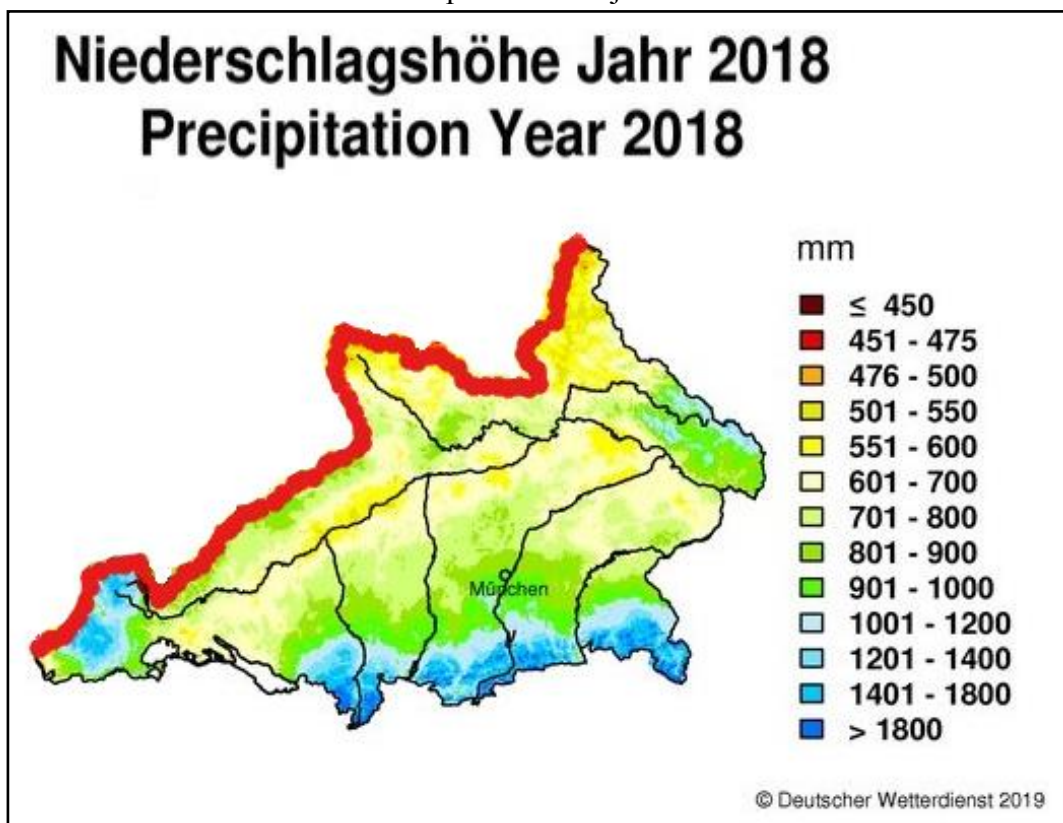 Niederschlagshöhe Jahr 2018
Precipitation Year 2018
mm
≤ 450
451 - 475
476 - 500
501 - 550
551 - 600
601 - 700
701 - 800
801 - 900
901 - 1000
1001 - 1200
1201 - 1400
1401 - 1800
> 1800
München
© Deutscher Wetterdienst 2019